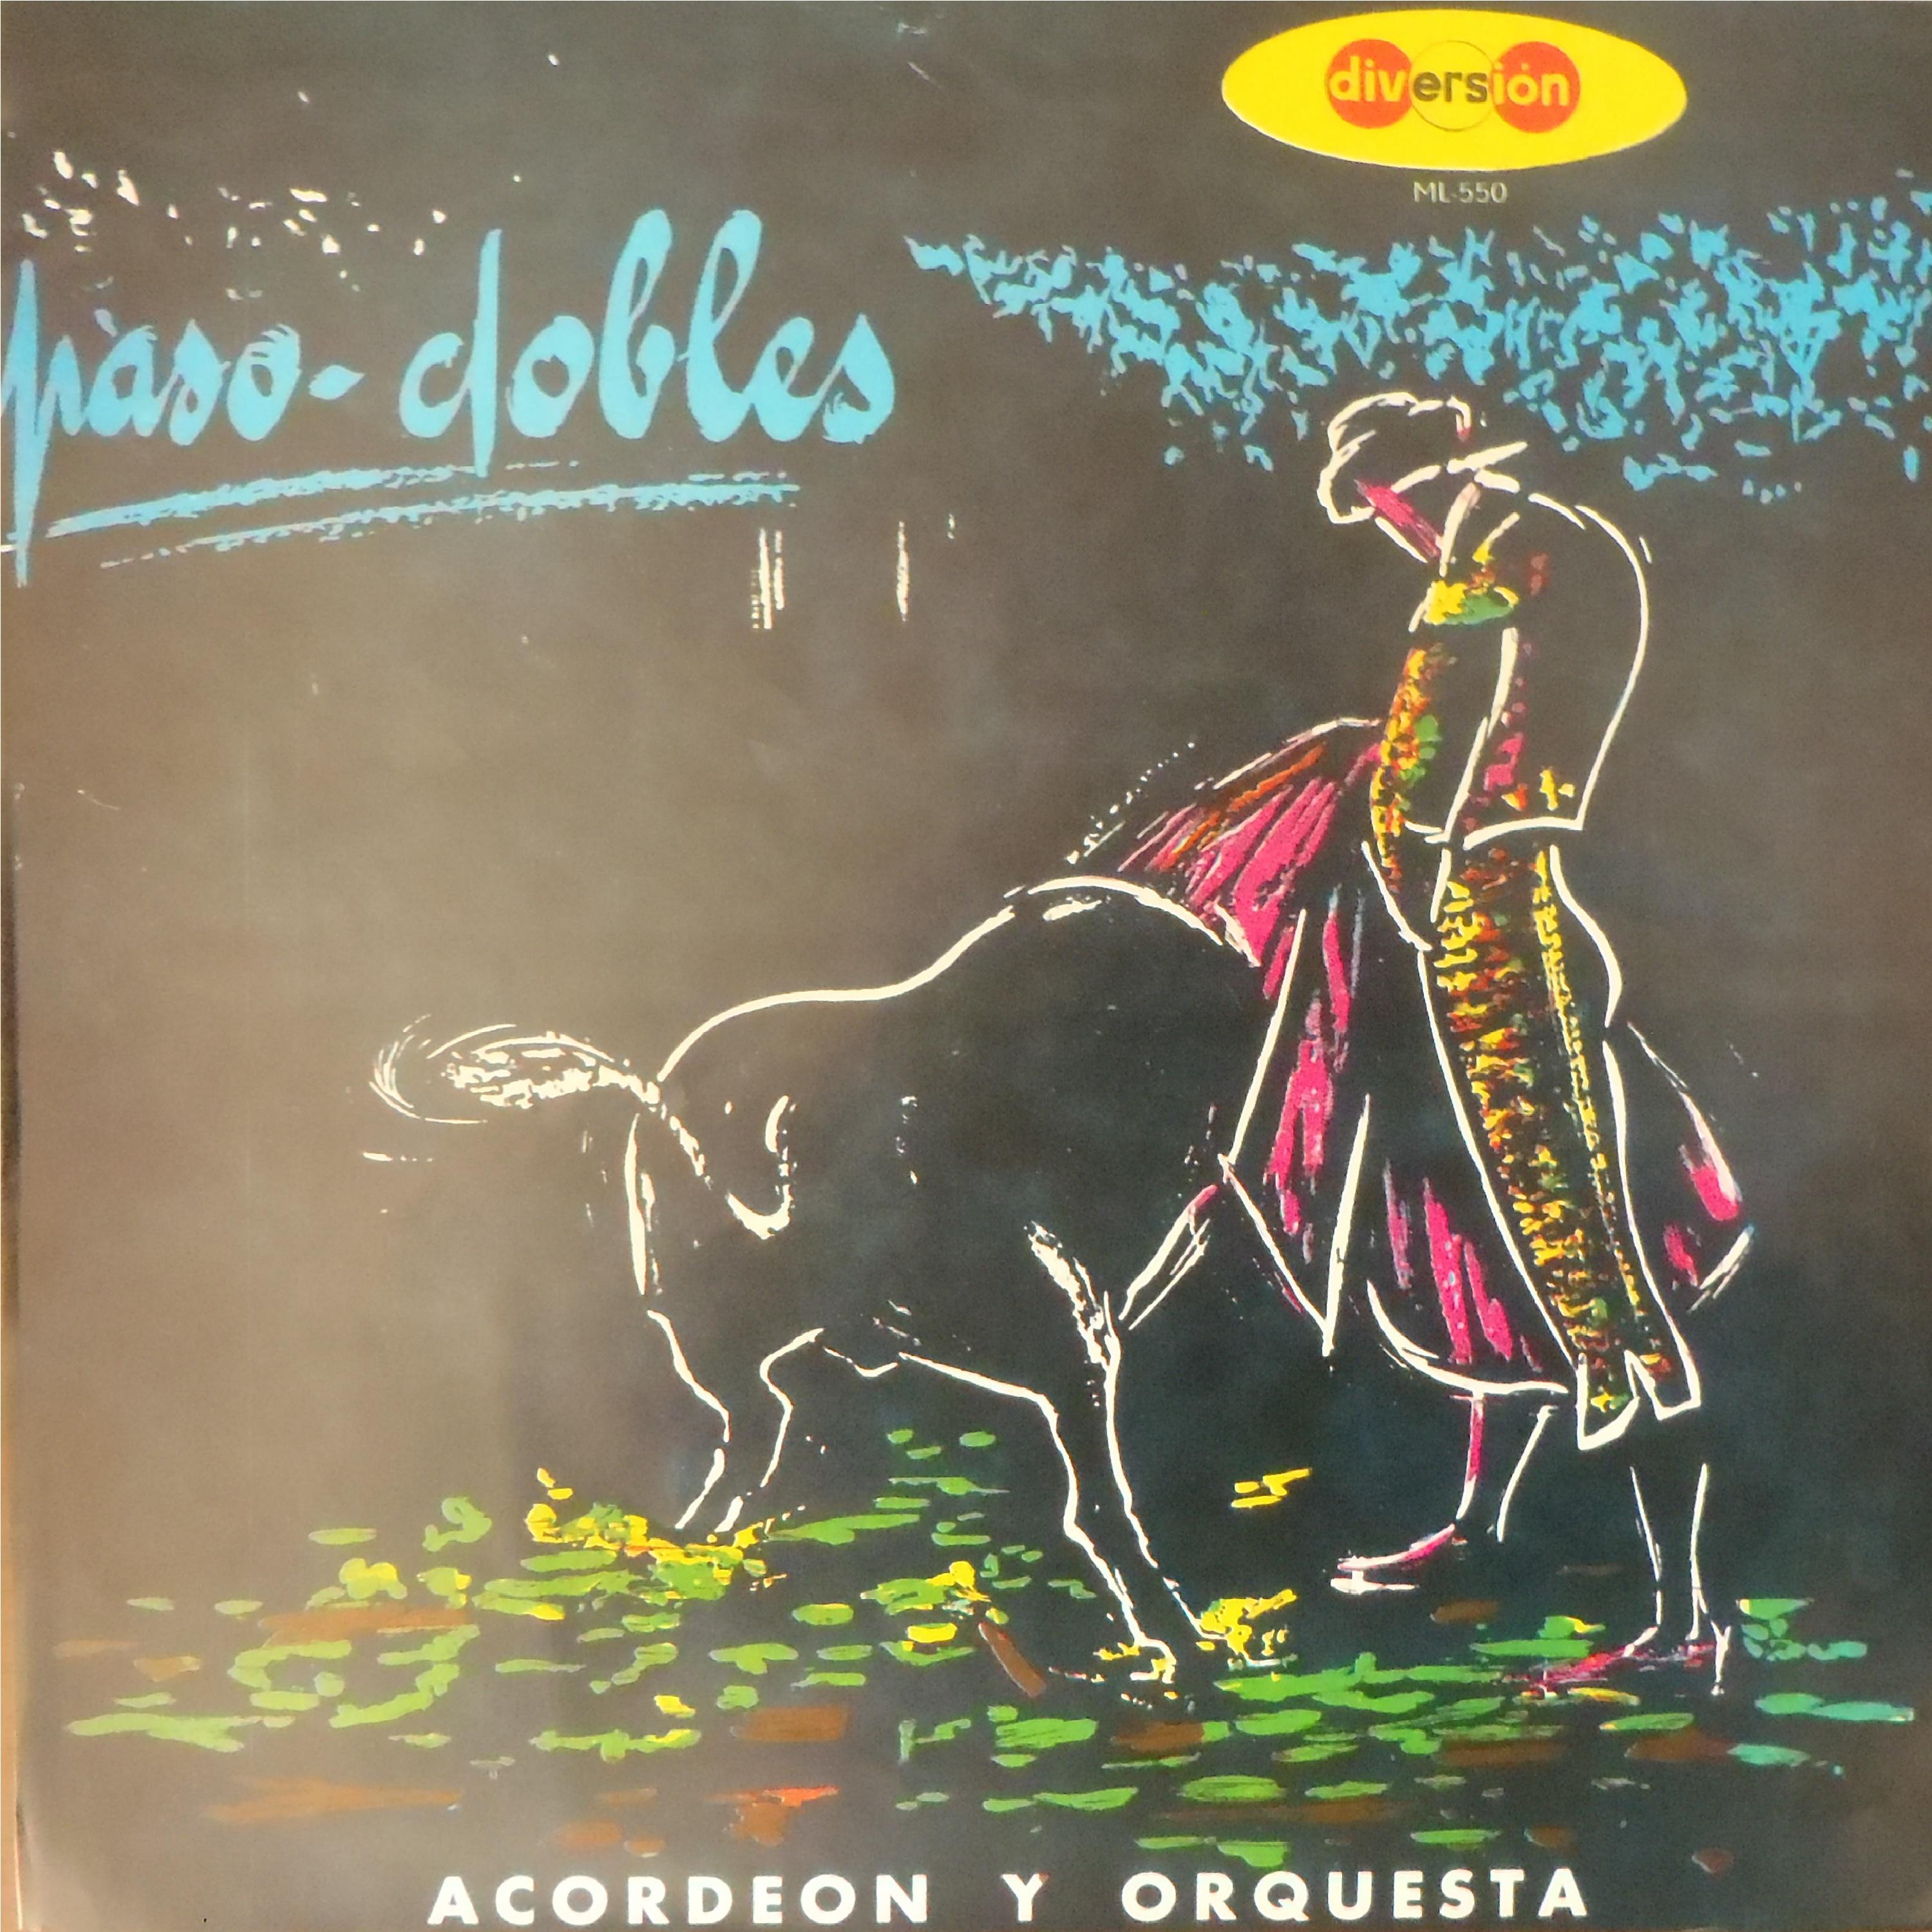 diversión
ML-550
paso-dobles
ACORDEON Y ORQUESTA